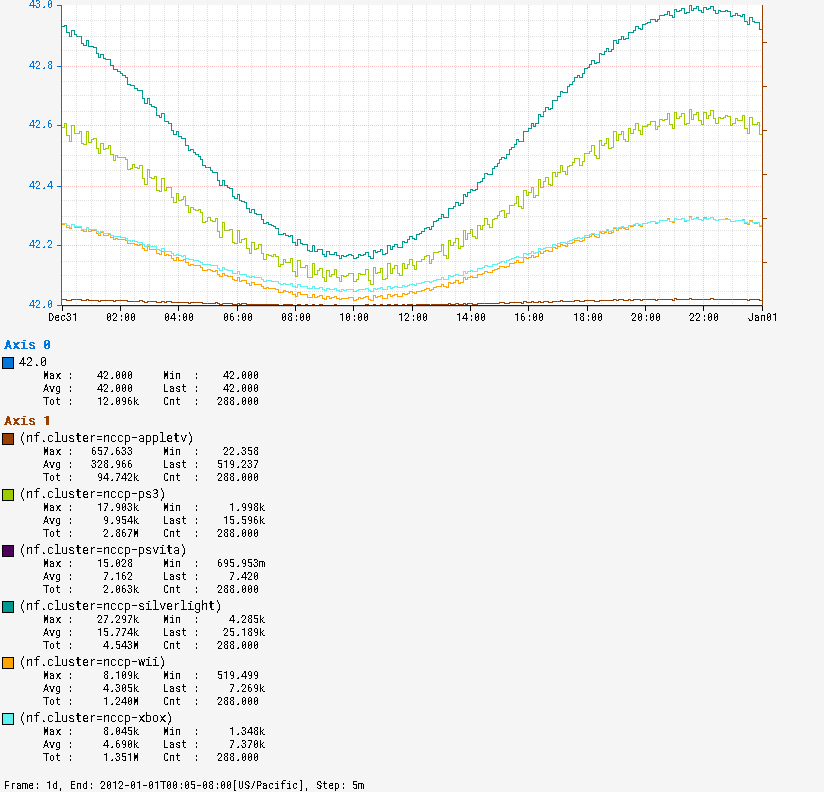 43.0
42.8
42.6
42.4
42.2
42.0
Dec31 02:00 04:00 06:00 08:00 10:00 12:00 14:00 16:00 18:00 20:00 22:00 Jan01
Axis 0
42.0
Max : 42.000 Min : 42.000
Avg : 42.000 Last : 42.000
Tot : 12.096k Cnt : 288.000
Axis 1
(nf.cluster=nccp-appletv)
Max : 657.633 Min : 22.358
Avg : 328.966 Last : 519.237
Tot : 94.742k Cnt : 288.000
(nf.cluster=nccp-ps3)
Max : 17.903k Min : 1.998k
Avg : 9.954k Last : 15.596k
Tot : 2.867M Cnt : 288.000
(nf.cluster=nccp-psvita)
Max : 15.028 Min : 695.953m
Avg : 7.162 Last : 7.420
Tot : 2.063k Cnt : 288.000
(nf.cluster=nccp-silverlight)
Max : 27.297k Min : 4.285k
Avg : 15.774k Last : 25.189k
Tot : 4.543M Cnt : 288.000
(nf.cluster=nccp-wii)
Max : 8.109k Min : 519.499
Avg : 4.305k Last : 7.269k
Tot : 1.240M Cnt : 288.000
(nf.cluster=nccp-xbox)
Max : 8.045k Min : 1.348k
Avg : 4.690k Last : 7.370k
Tot : 1.351M Cnt : 288.000
Frame: 1d, End: 2012-01-01T00:05-08:00[US/Pacific], Step: 5m